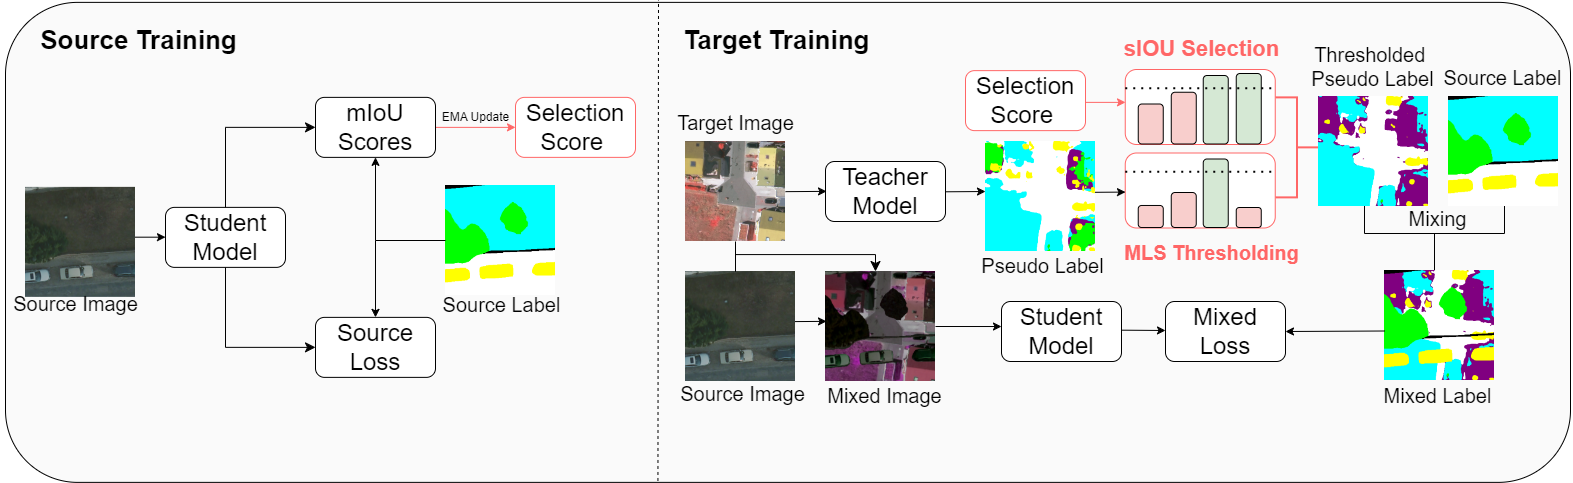 Source Training
mIoU
Scores
EMA Update
Selection
Score
Student
Model
Source Image
Source Label
Source
Loss
Target Training
Target Image
Teacher
Model
Pseudo Label
Selection
Score
sIOU Selection
MLS Thresholding
Thresholded
Pseudo Label
Source Label
Mixing
Source Image
Mixed Image
Student
Model
Mixed
Loss
Mixed Label